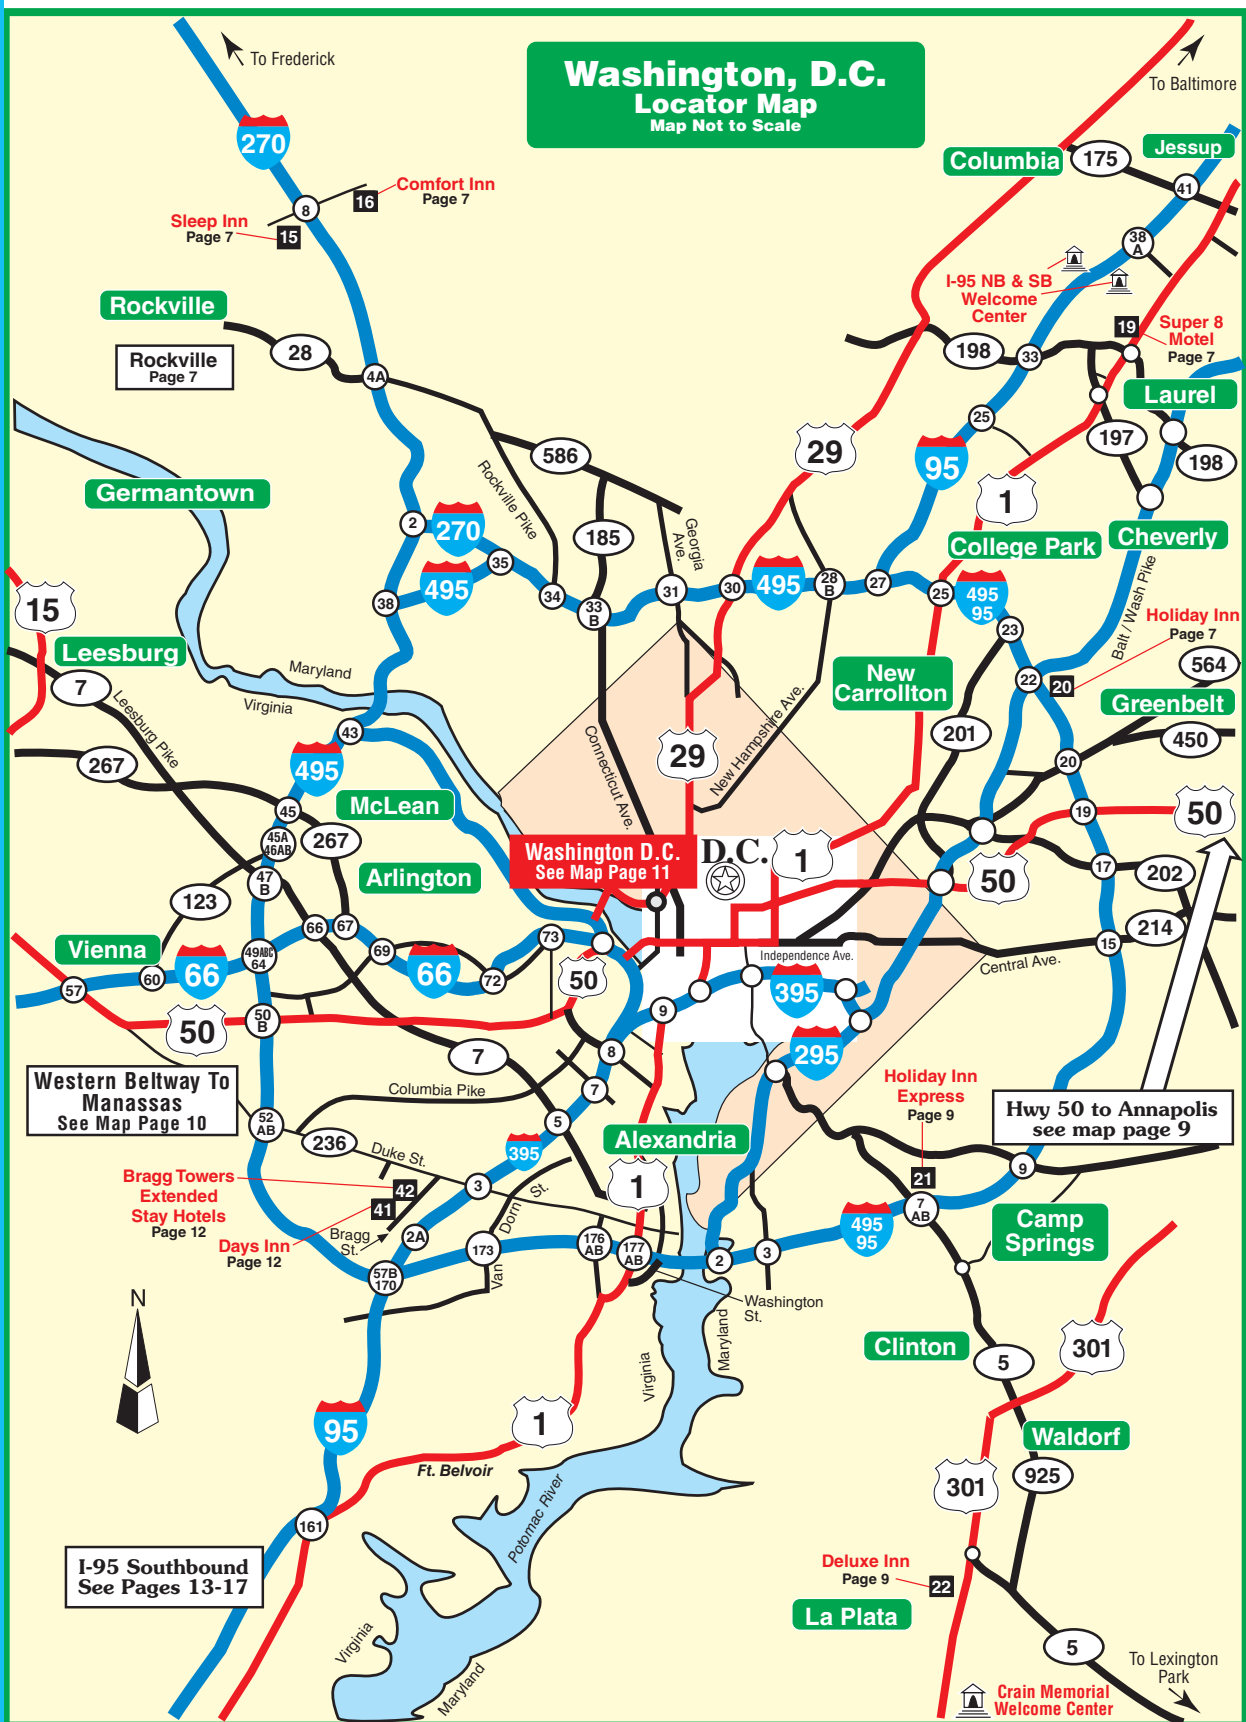 To Frederick
Washington, D.C.
Locator Map
Map Not to Scale
To Baltimore
270
Columbia
175
Jessup
41
Comfort Inn
Page 7
16
8
Sleep Inn
Page 7
15
38
A
I-95 NB & SB
Welcome
Center
Rockville
28
Rockville
Page 7
4A
198
33
19
Super 8
Motel
Page 7
Laurel
25
197
198
29
95
1
586
Rockville Pike
Germantown
185
Georgia
Ave.
2
270
35
495
38
34
33
B
31
30
495
28
B
27
25
College Park
Cheverly
495
95
23
Balt / Wash Pike
Holiday Inn
Page 7
20
564
22
15
Leesburg
7
Leesburg Pike
Maryland
Virginia
New
Carrollton
Greenbelt
450
201
43
267
495
Connecticut Ave.
29
New Hampshire Ave.
20
McLean
45
45A
46AB
267
19
50
Washington D.C.
See Map Page 11
D.C.
1
Arlington
47
B
123
50
17
202
66
67
214
15
Vienna
49ABC
64
69
73
Independence Ave.
Central Ave.
57
60
66
66
72
50
395
50
50
B
9
295
7
8
Western Beltway To
Manassas
See Map Page 10
Columbia Pike
7
Holiday Inn
Express
Page 9
Hwy 50 to Annapolis
see map page 9
52
AB
236
5
Alexandria
395
Duke St.
21
9
Bragg Towers
Extended
Stay Hotels
Page 12
42
41
3
1
7
AB
Days Inn
Page 12
Bragg
St.
2A
Van Dorn St.
173
176
AB
177
AB
2
3
495
95
Camp
Springs
57B
170
Washington
St.
N
Virginia
Maryland
Clinton
301
5
95
1
Waldorf
Ft. Belvoir
301
925
Potomac River
161
I-95 Southbound
See Pages 13-17
Deluxe Inn
Page 9
22
La Plata
5
Virginia
Maryland
To Lexington
Park
Crain Memorial
Welcome Center